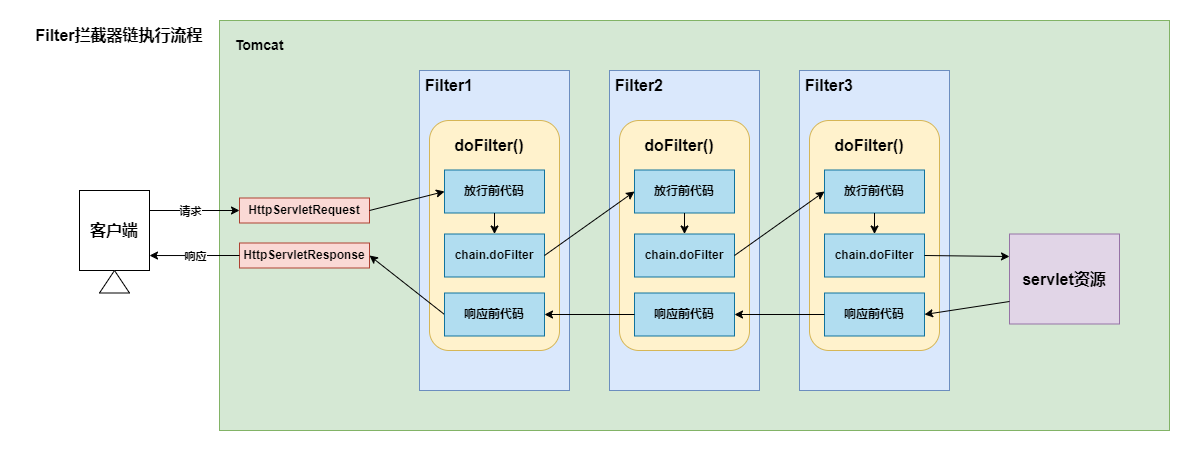 Filter拦截器链执行流程
Tomcat
Filter1
Filter2
Filter3
doFilter()
doFilter()
doFilter()
放行前代码
放行前代码
放行前代码
客户端
请求
HttpServletRequest
响应
HttpServletResponse
chain.doFilter
chain.doFilter
chain.doFilter
servlet资源
响应前代码
响应前代码
响应前代码